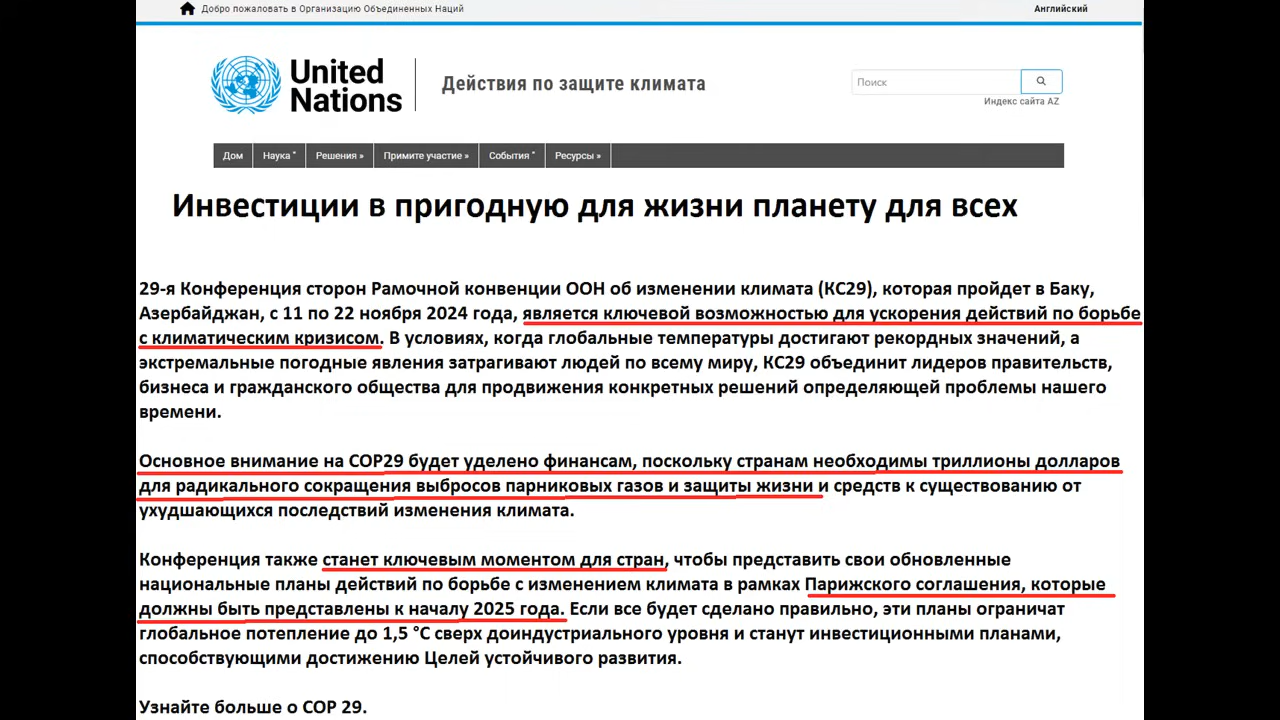 Добро пожаловать в Организацию Объединенных Наций
Английский
United
Nations
Действия по защите климата
Поиск
Индекс сайта AZ
Дом
Наука "
Решения »
Примите участие »
События "
Ресурсы »
Инвестиции в пригодную для жизни планету для всех
29-я Конференция сторон Рамочной конвенции ООН об изменении климата (КС29), которая пройдет в Баку,
Азербайджан, с 11 по 22 ноября 2024 года, является ключевой возможностью для ускорения действий по борьбе
с климатическим кризисом. В условиях, когда глобальные температуры достигают рекордных значений, а
экстремальные погодные явления затрагивают людей по всему миру, КС29 объединит лидеров правительств,
бизнеса и гражданского общества для продвижения конкретных решений определяющей проблемы нашего
времени.
Основное внимание на COP29 будет уделено финансам, поскольку странам необходимы триллионы долларов
для радикального сокращения выбросов парниковых газов и защиты жизни и средств к существованию от
ухудшающихся последствий изменения климата.
Конференция также станет ключевым моментом для стран, чтобы представить свои обновленные
национальные планы действий по борьбе с изменением климата в рамках Парижского соглашения, которые
должны быть представлены к началу 2025 года. Если все будет сделано правильно, эти планы ограничат
глобальное потепление до 1,5 °C сверх доиндустриального уровня и станут инвестиционными планами,
способствующими достижению Целей устойчивого развития.
Узнайте больше о COP 29.